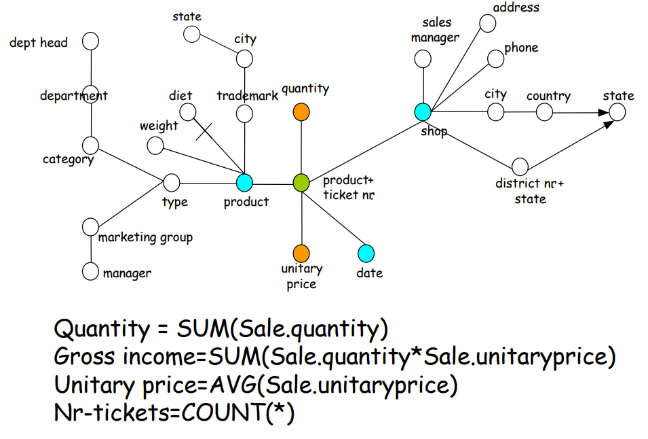 state
address
dept head
city
sales
manager
phone
department
diet
trademark
quantity
city
country
state
weight
shop
category
product+
ticket nr
district nr+
state
type
product
marketing group
manager
unitary
price
date
Quantity = SUM(Sale.quantity)
Gross income=SUM(Sale.quantity*Sale.unitaryprice)
Unitary price=AVG(Sale.unitaryprice)
Nr-tickets=COUNT(*)